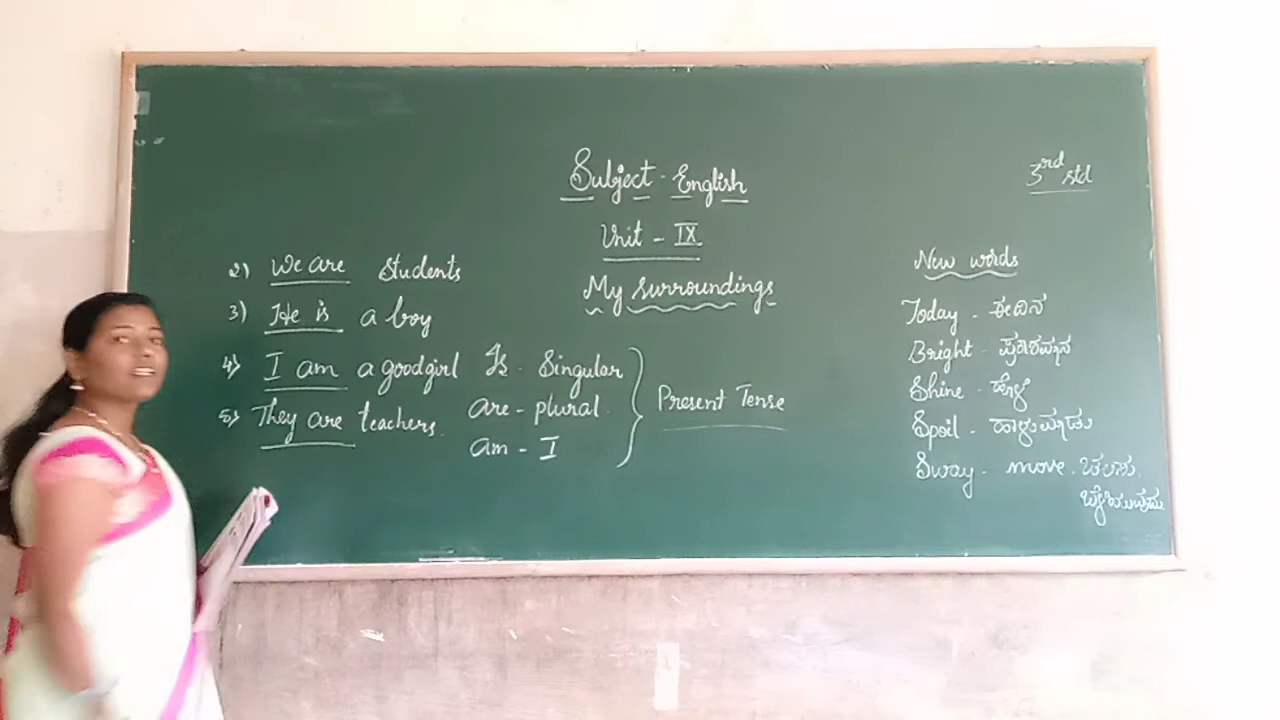 Subject - English
3rd std
Unit - IX
My surroundings
2) We are students
3) He is a boy
4) I am a good girl
5) They are teachers.
Is - Singular
are - plural
am - I
Present Tense
New words
Today - ಈದಿನ
Bright - ಪ್ರಕಾಶಮಾನ
Shine - ಹೊಳೆ
Spoil - ಹಾಳುಮಾಡು
Sway - move.